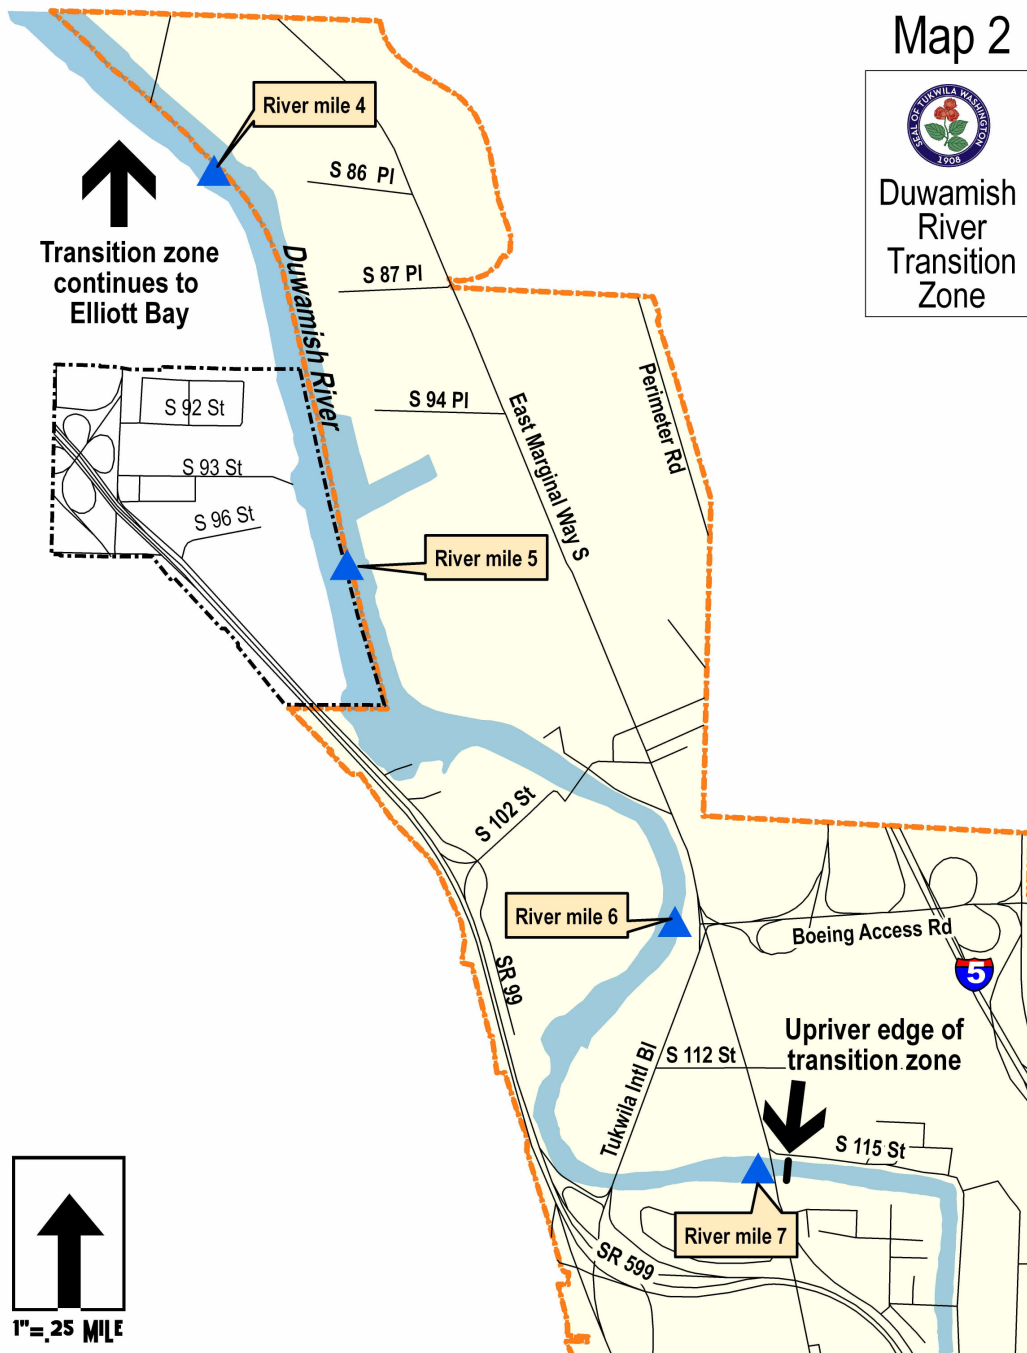 Map 2
SEAL OF TUKWILA WASHINGTON
1908
Duwamish
River
Transition
Zone
River mile 4
S 86 Pl
Transition zone
continues to
Elliott Bay
Duwamish River
S 87 Pl
S 92 St
S 94 Pl
East Marginal Way S
Perimeter Rd
S 93 St
S 96 St
River mile 5
S 102 St
River mile 6
Boeing Access Rd
SR 99
5
Upriver edge of
transition zone
Tukwila Intl Bl
S 112 St
S 115 St
River mile 7
SR 599
1"=.25 MILE